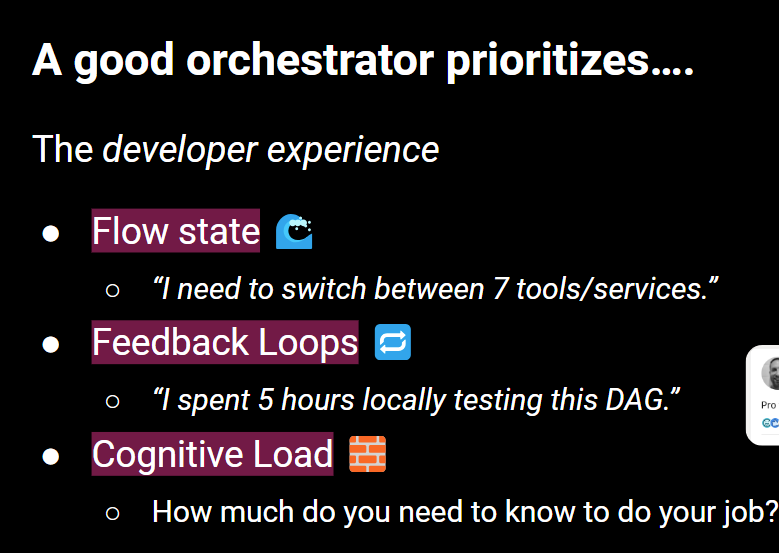 A good orchestrator prioritizes....
The developer experience
● Flow state 🌊
○ “I need to switch between 7 tools/services.”
● Feedback Loops 🔁
○ “I spent 5 hours locally testing this DAG.”
● Cognitive Load 🧱
○ How much do you need to know to do your job?
Pro